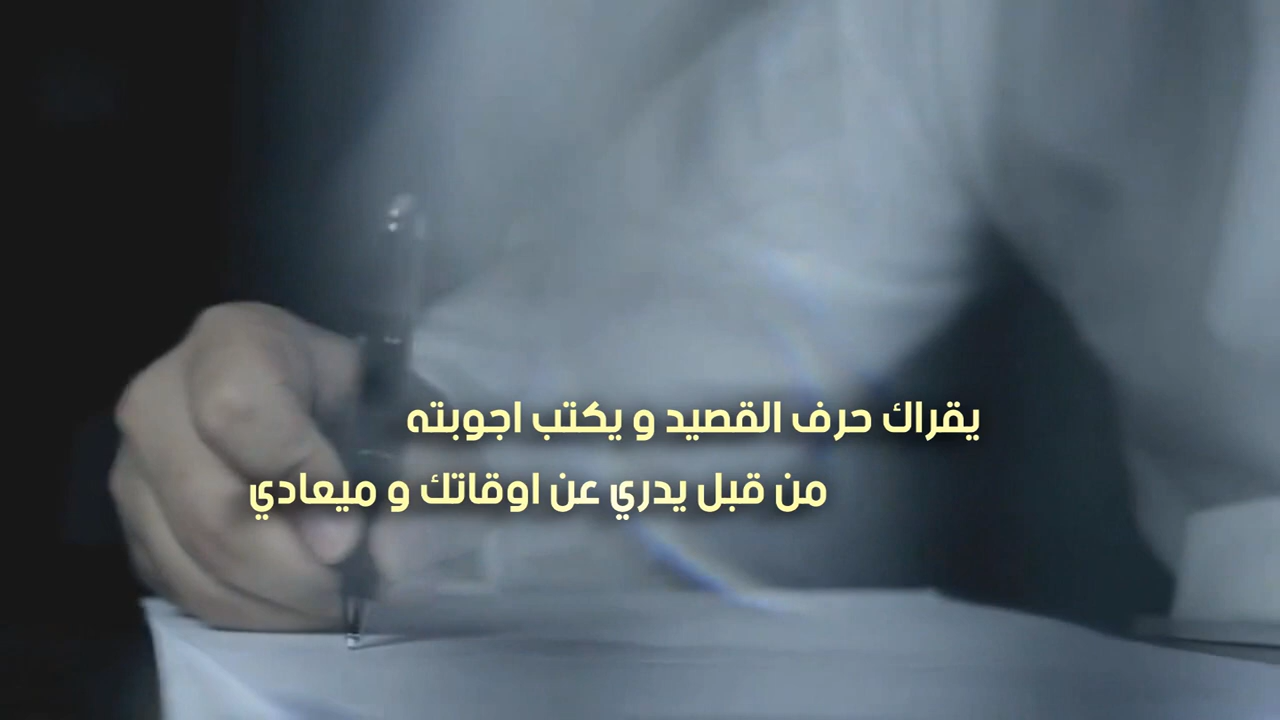 يقراك حرف القصيد و يكتب اجوبته
من قبل يدري عن اوقاتك و ميعادي